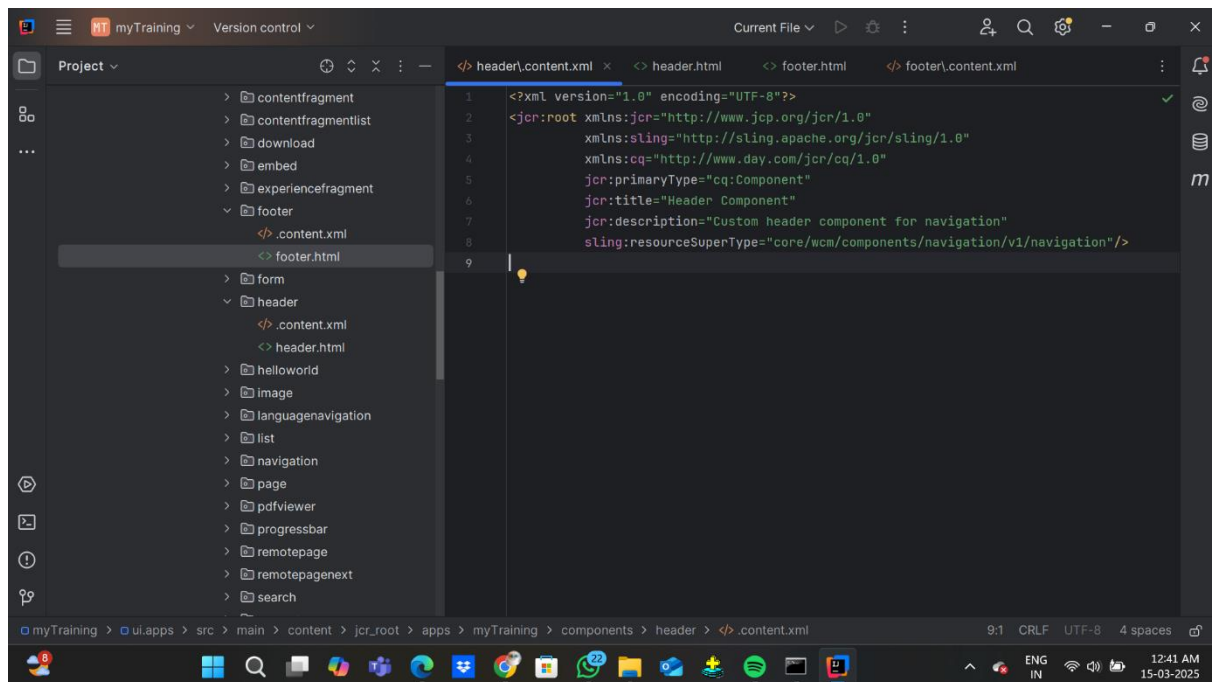 MT myTraining Version control Current File
Project
header\.content.xml header.html footer.html footer\.content.xml
contentfragment
contentfragmentlist
download
embed
experiencefragment
footer
</> .content.xml
<> footer.html
form
header
</> .content.xml
<> header.html
helloworld
image
languagenavigation
list
navigation
page
pdfviewer
progressbar
remotepage
remotepagenext
search
1 <?xml version="1.0" encoding="UTF-8"?>
2 <jcr:root xmlns:jcr="http://www.jcp.org/jcr/1.0"
3 xmlns:sling="http://sling.apache.org/jcr/sling/1.0"
4 xmlns:cq="http://www.day.com/jcr/cq/1.0"
5 jcr:primaryType="cq:Component"
6 jcr:title="Header Component"
7 jcr:description="Custom header component for navigation"
8 sling:resourceSuperType="core/wcm/components/navigation/v1/navigation"/>
9
m
myTraining > ui.apps > src > main > content > jcr_root > apps > myTraining > components > header > </> .content.xml 9:1 CRLF UTF-8 4 spaces
22
ENG
IN
12:41 AM
15-03-2025